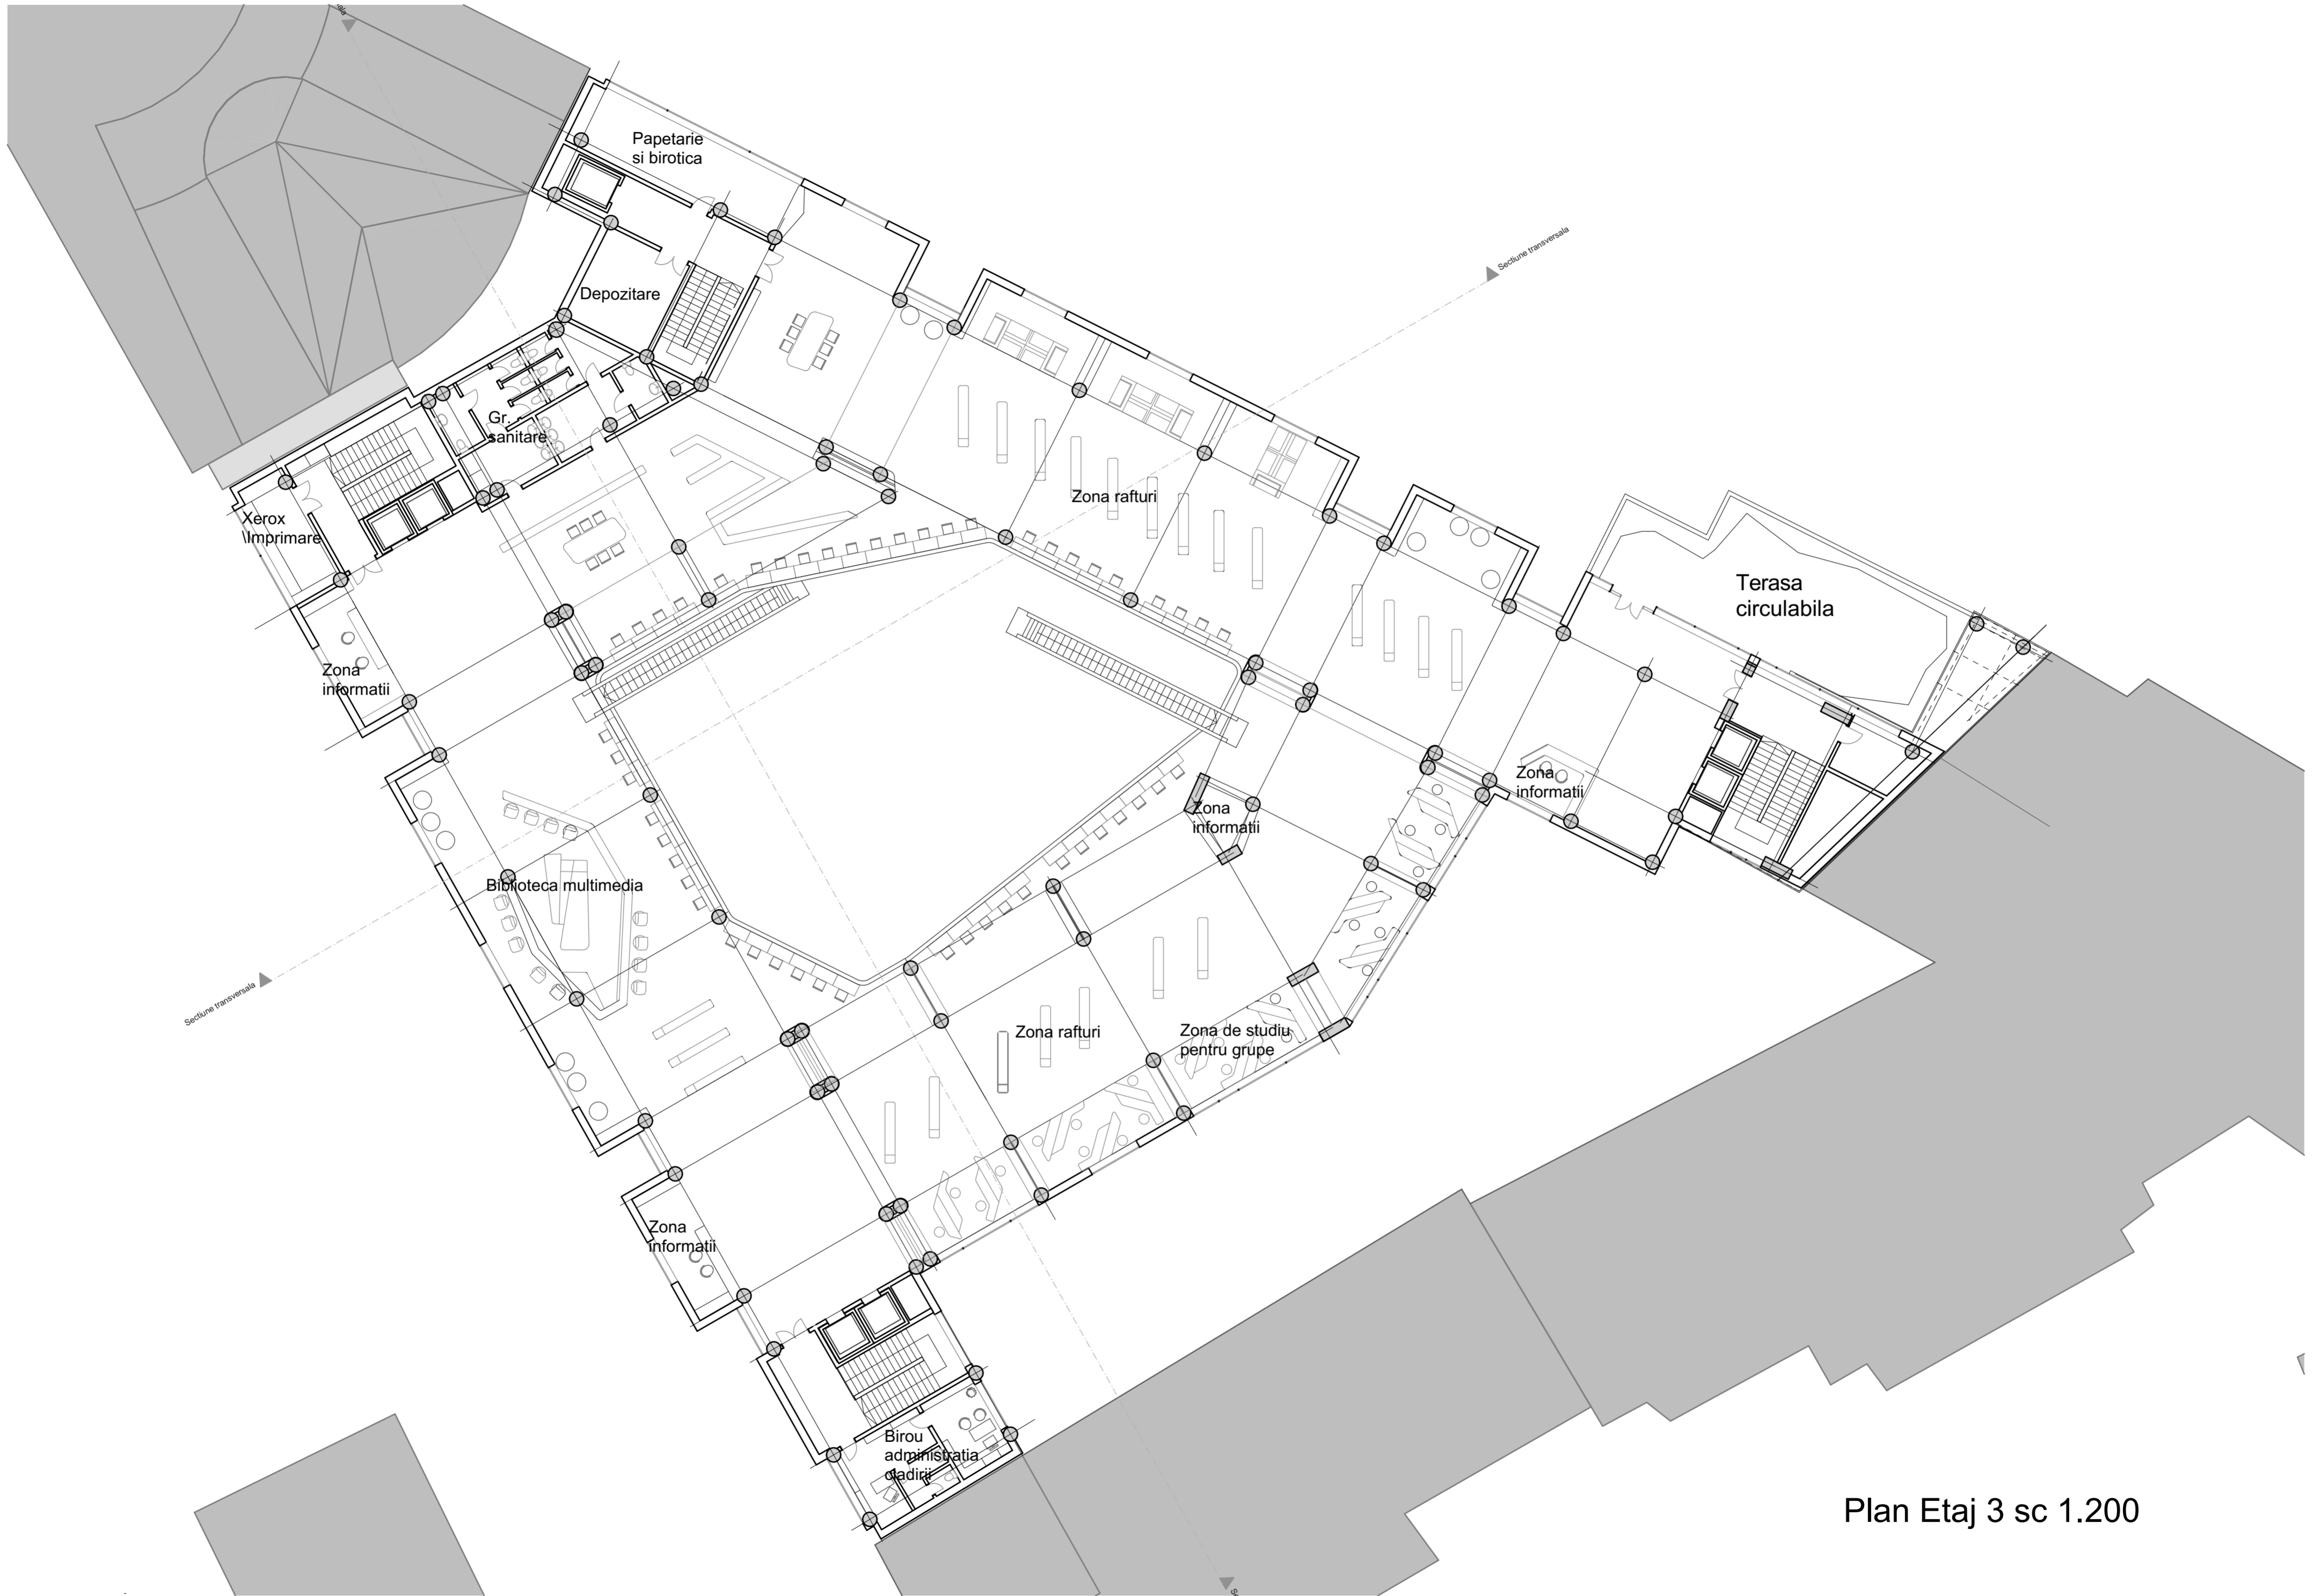 Papetarie
si birotica
Sectiune transversala
Depozitare
Gr.
sanitare
Zona rafturi
Xerox
\Imprimare
Terasa
circulabila
Zona
informatii
Zona
informatii
Zona
informatii
Biblioteca multimedia
Sectiune transversala
Zona rafturi
Zona de studiu
pentru grupe
Zona
informatii
Birou
administratia
cladirii
Plan Etaj 3 sc 1.200